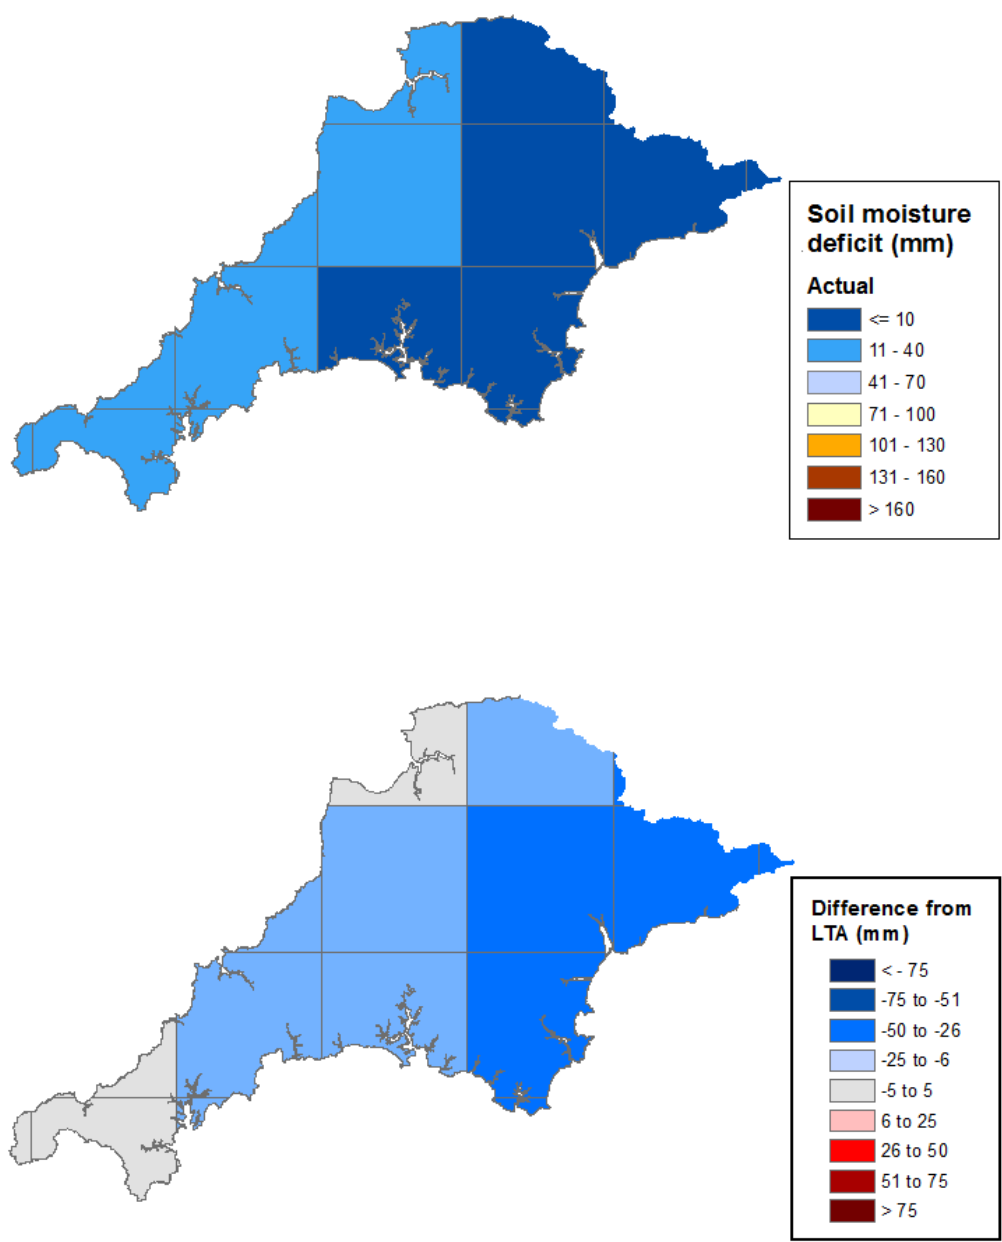 Soil moisture
deficit (mm)
Actual
<= 10
11 - 40
41 - 70
71 - 100
101 - 130
131 - 160
> 160
Difference from
LTA (mm)
< - 75
-75 to -51
-50 to -26
-25 to -6
-5 to 5
6 to 25
26 to 50
51 to 75
> 75